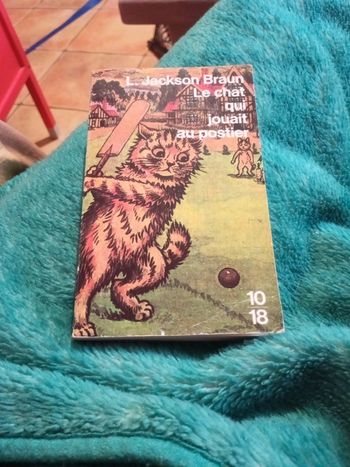 L. Jackson Braun
Le chat
qui
jouait
au postier
10
18